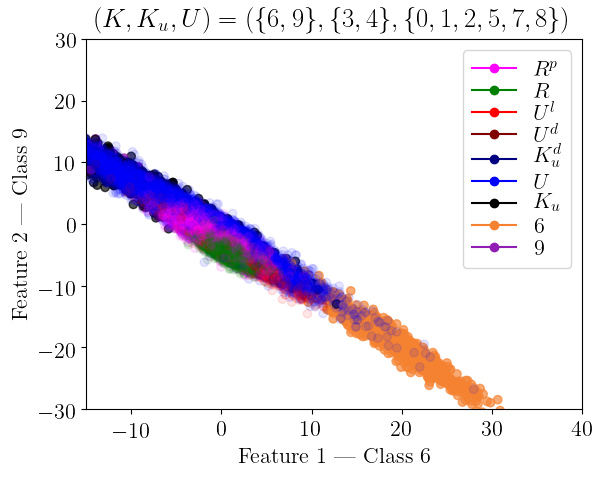 (K, K_u, U) = ({6, 9}, {3, 4}, {0, 1, 2, 5, 7, 8})
30
20
10
0
−10
−20
−30
−10
0
10
20
30
40
Feature 2 — Class 9
Feature 1 — Class 6
R^p
R
U^l
U^d
K_u^d
U
K_u
6
9